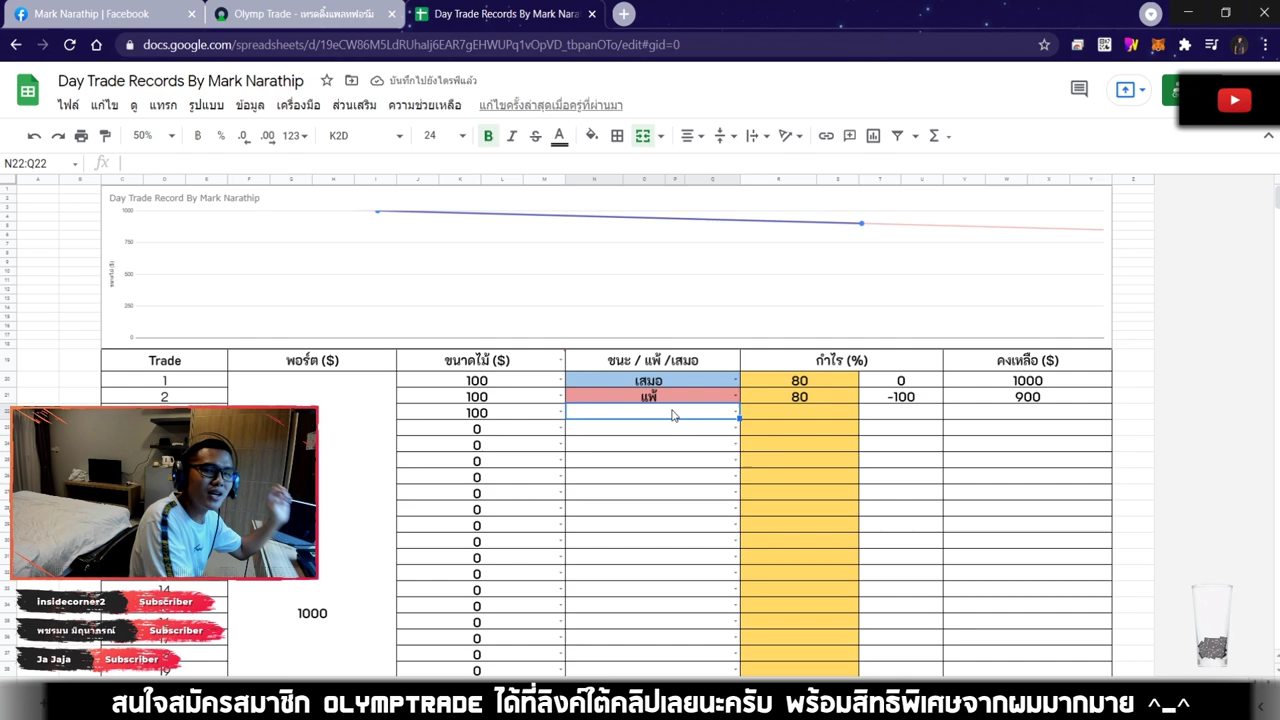 Mark Narathip | Facebook
Olymp Trade - เทรดดิ้งแพลทฟอร์ม
Day Trade Records By Mark Narat
docs.google.com/spreadsheets/d/19eCW86M5LdRUhaIj6EAR7gEHWUPq1vOpVD_tbpanOTo/edit#gid=0
Day Trade Records By Mark Narathip
บันทึกไปยังไดรฟ์แล้ว
ไฟล์ แก้ไข ดู แทรก รูปแบบ ข้อมูล เครื่องมือ ส่วนเสริม ความช่วยเหลือ แก้ไขครั้งล่าสุดเมื่อครู่ที่ผ่านมา
50% B % .0 .00 123 K2D 24 B I S A
N22:Q22 fx
Day Trade Record By Mark Narathip
1000
750
500
250
0
Trade พอร์ต ($) ขนาดไม้ ($) ชนะ / แพ้ /เสมอ กำไร (%) คงเหลือ ($)
1 100 เสมอ 80 0 1000
2 100 แพ้ 80 -100 900
100
0
0
0
0
0
0
0
0
0
0
14 0
0
1000 0
0
0
19 0
insidecorner2 Subscriber
พชรมน มิถุนาภรณ์ Subscriber
Ja Jaja Subscriber
สนใจสมัครสมาชิก OLYMPTRADE ได้ที่ลิงค์ใต้คลิปเลยนะครับ พร้อมสิทธิพิเศษจากผมมากมาย ^_^